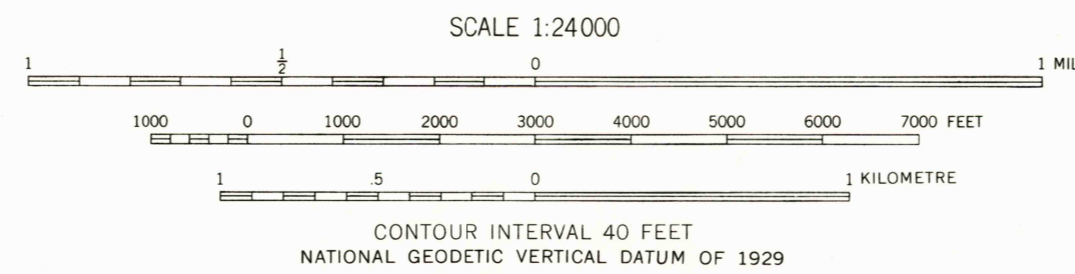 SCALE 1:24000
1 ½ 0 1 MIL
1000 0 1000 2000 3000 4000 5000 6000 7000 FEET
1 .5 0 1 KILOMETRE
CONTOUR INTERVAL 40 FEET
NATIONAL GEODETIC VERTICAL DATUM OF 1929